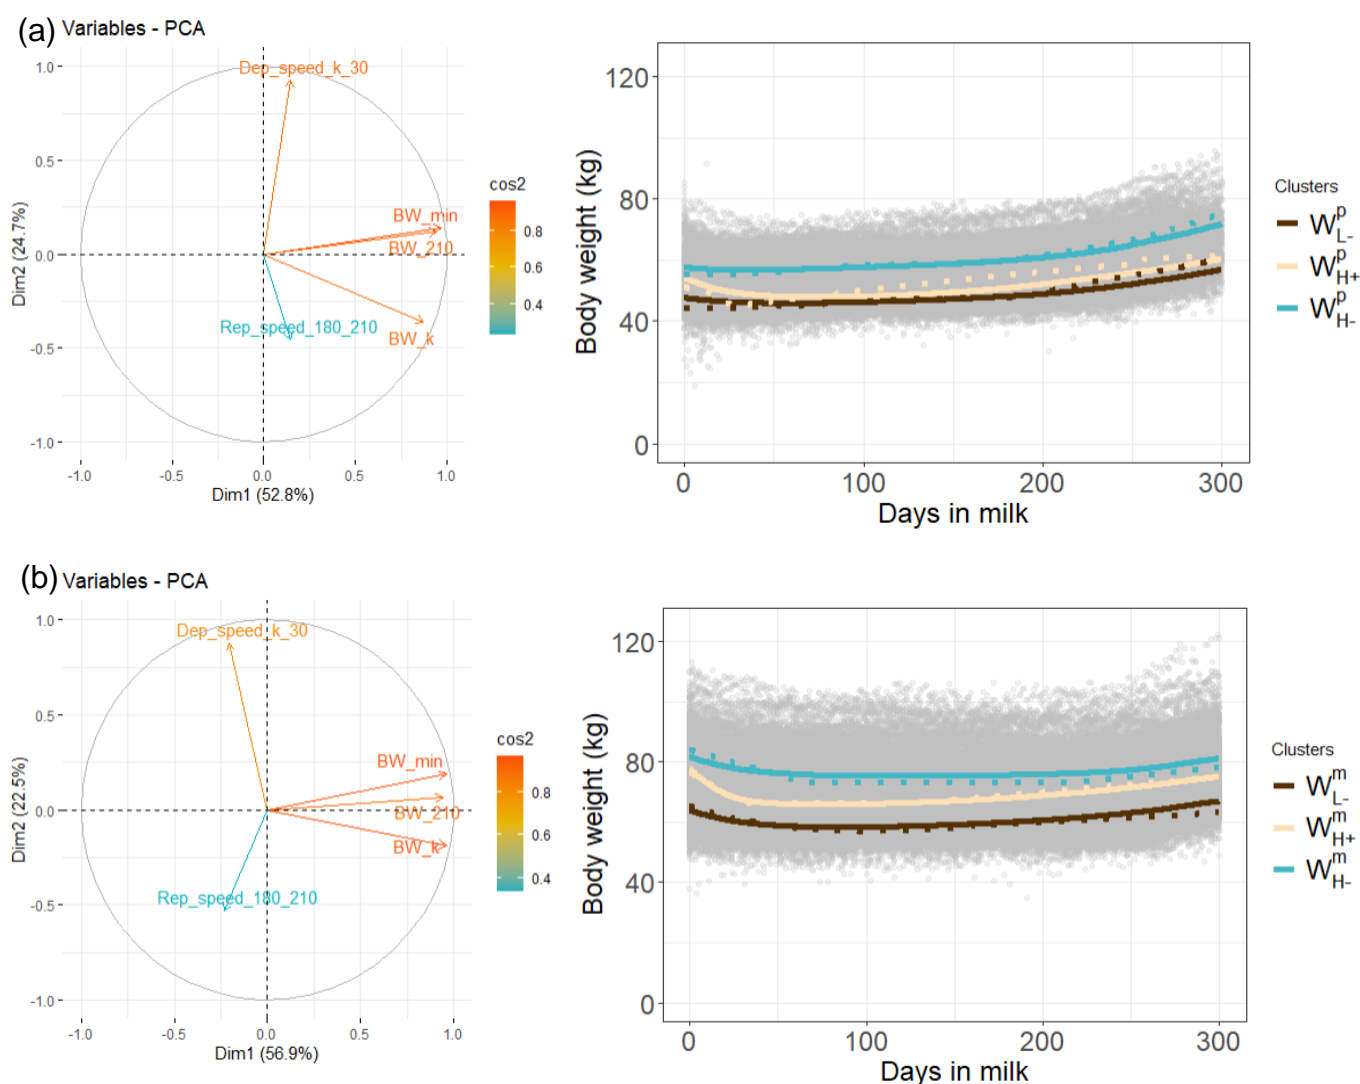 (a) Variables - PCA
1.0
0.5
0.0
-0.5
-1.0
Dim2 (24.7%)
-1.0 -0.5 0.0 0.5 1.0
Dim1 (52.8%)
Dep_speed_k_30
BW_min
BW_210
BW_k
Rep_speed_180_210
cos2
0.8
0.6
0.4
120
80
40
0
Body weight (kg)
0 100 200 300
Days in milk
Clusters
W^p_L-
W^p_H+
W^p_H-
(b) Variables - PCA
1.0
0.5
0.0
-0.5
-1.0
Dim2 (22.5%)
-1.0 -0.5 0.0 0.5 1.0
Dim1 (56.9%)
Dep_speed_k_30
BW_min
BW_210
BW_k
Rep_speed_180_210
cos2
0.8
0.6
0.4
120
80
40
0
Body weight (kg)
0 100 200 300
Days in milk
Clusters
W^m_L-
W^m_H+
W^m_H-